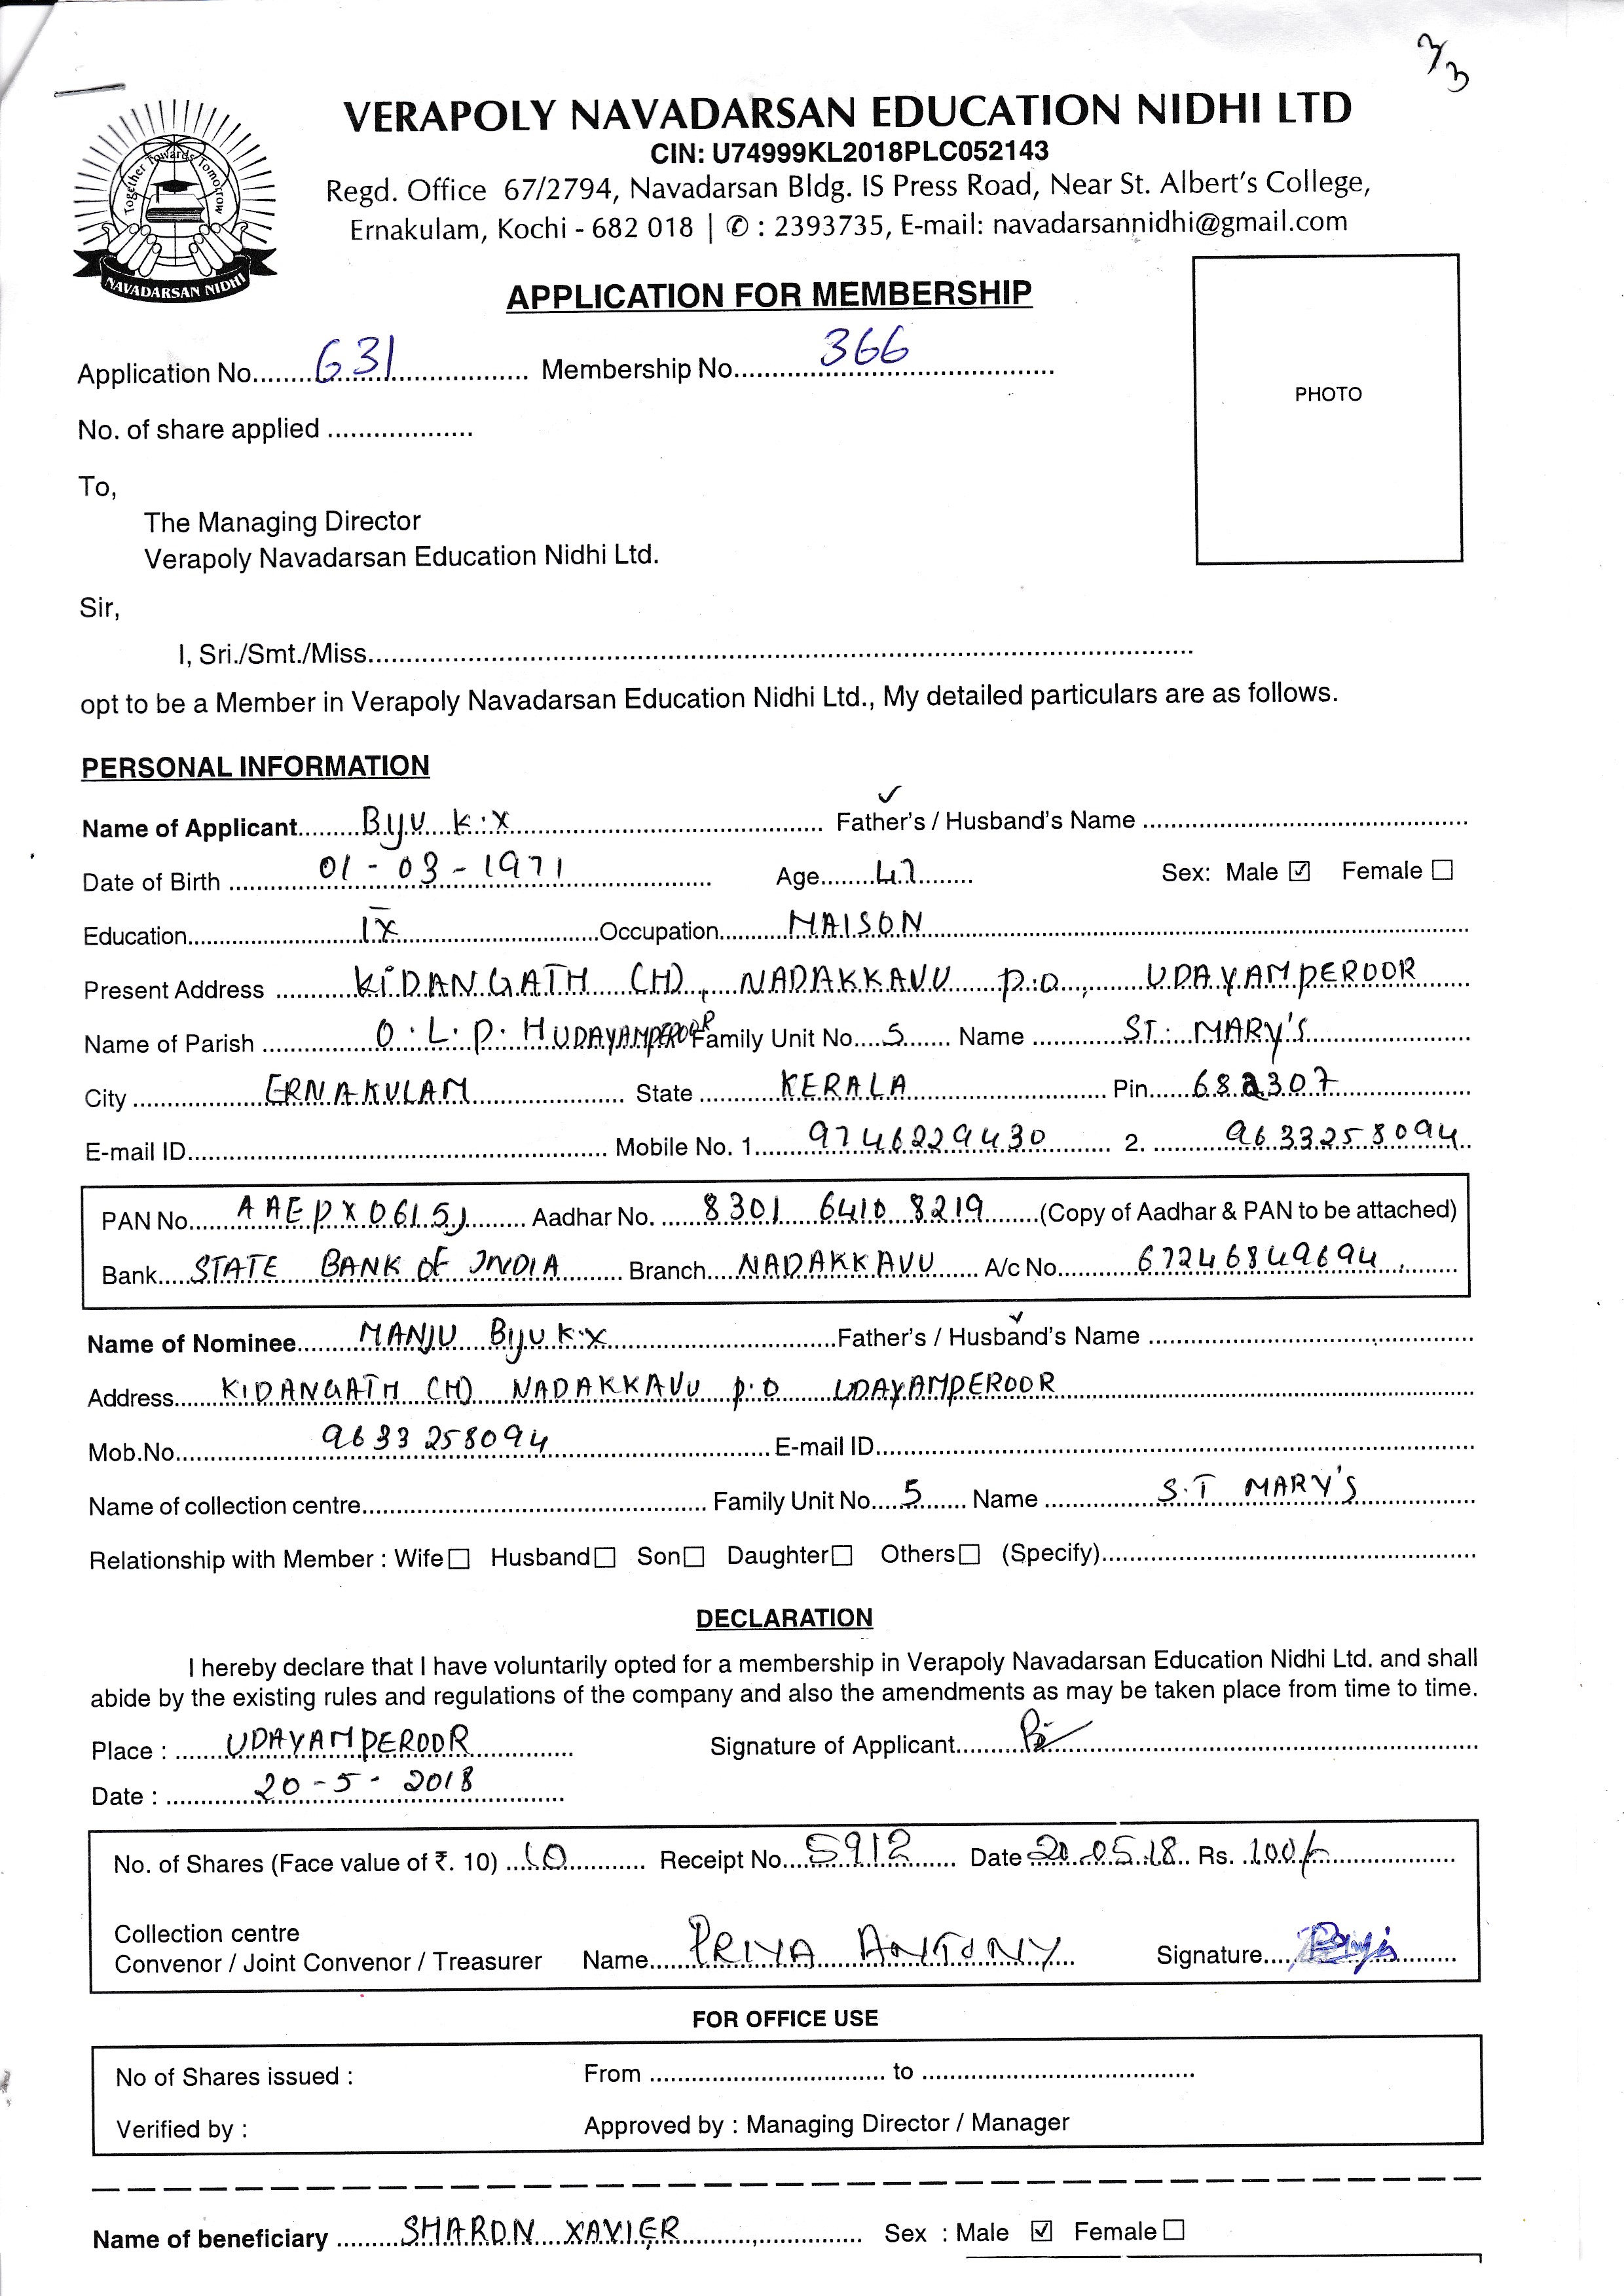 3/3
VERAPOLY NAVADARSAN EDUCATION NIDHI LTD
CIN: U74999KL2018PLC052143
Regd. Office 67/2794, Navadarsan Bldg. IS Press Road, Near St. Albert's College,
Ernakulam, Kochi - 682 018 | ✆ : 2393735, E-mail: navadarsannidhi@gmail.com
Together Towards Tomorrow
NAVADARSAN NIDHI
APPLICATION FOR MEMBERSHIP
Application No. 631 Membership No. 366
PHOTO
No. of share applied
To,
The Managing Director
Verapoly Navadarsan Education Nidhi Ltd.
Sir,
I, Sri./Smt./Miss
opt to be a Member in Verapoly Navadarsan Education Nidhi Ltd., My detailed particulars are as follows.
PERSONAL INFORMATION
Name of Applicant BIJU K.X ✓ Father's / Husband's Name
Date of Birth 01 - 03 - 1971 Age 47 Sex: Male ☑ Female ☐
Education IX Occupation MAISON
Present Address KIDANGATH (H), NADAKKAVU P.O., UDAYAMPEROOR
Name of Parish O.L.P.H UDAYAMPEROOR Family Unit No. 5 Name ST. MARY'S
City ERNAKULAM State KERALA Pin 682307
E-mail ID Mobile No. 1 9746229430 2. 9633258094
PAN No. AAEPX0615J Aadhar No. 8301 6410 8219 (Copy of Aadhar & PAN to be attached)
Bank STATE BANK OF INDIA Branch NADAKKAVU A/c No. 67246849694
Name of Nominee MANJU BIJU K.X Father's / Husband's Name ✓
Address KIDANGATH (H) NADAKKAVU P.O UDAYAMPEROOR
Mob.No. 9633 258094 E-mail ID
Name of collection centre Family Unit No. 5 Name S.T MARY'S
Relationship with Member : Wife ☐ Husband ☐ Son ☐ Daughter ☐ Others ☐ (Specify)
DECLARATION
I hereby declare that I have voluntarily opted for a membership in Verapoly Navadarsan Education Nidhi Ltd. and shall
abide by the existing rules and regulations of the company and also the amendments as may be taken place from time to time.
Place : UDAYAMPEROOR Signature of Applicant
Date : 20-5-2018
No. of Shares (Face value of ₹. 10) 10 Receipt No. 5912 Date 20.05.18 Rs. 100/-
Collection centre
Convenor / Joint Convenor / Treasurer Name PRIYA ANTONY Signature
FOR OFFICE USE
No of Shares issued : From to
Verified by : Approved by : Managing Director / Manager
Name of beneficiary SHARON XAVIER Sex : Male ☑ Female ☐